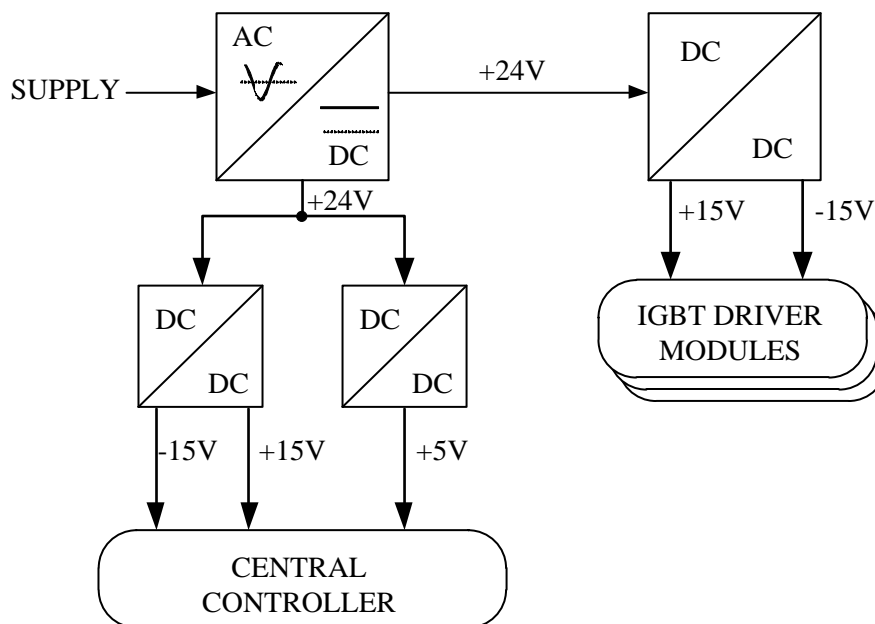 AC
DC
SUPPLY
+24V
DC
DC
+24V
+15V
-15V
DC
DC
DC
DC
IGBT DRIVER
MODULES
-15V
+15V
+5V
CENTRAL
CONTROLLER